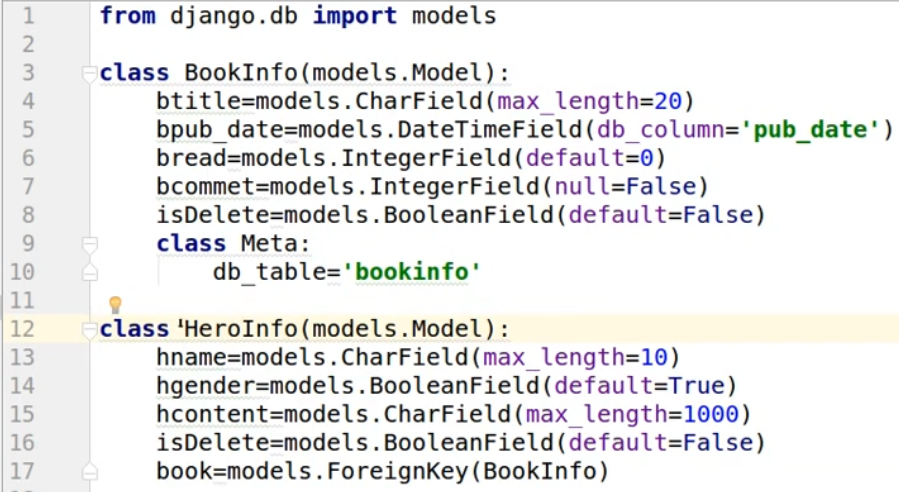 1 from django.db import models
2
3 class BookInfo(models.Model):
4     btitle=models.CharField(max_length=20)
5     bpub_date=models.DateTimeField(db_column='pub_date')
6     bread=models.IntegerField(default=0)
7     bcommet=models.IntegerField(null=False)
8     isDelete=models.BooleanField(default=False)
9     class Meta:
10         db_table='bookinfo'
11
12 class HeroInfo(models.Model):
13     hname=models.CharField(max_length=10)
14     hgender=models.BooleanField(default=True)
15     hcontent=models.CharField(max_length=1000)
16     isDelete=models.BooleanField(default=False)
17     book=models.ForeignKey(BookInfo)